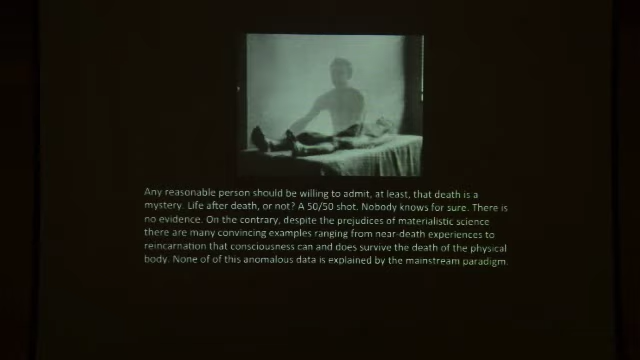 Any reasonable person should be willing to admit, at least, that death is a
mystery. Life after death, or not? A 50/50 shot. Nobody knows for sure. There is
no evidence. On the contrary, despite the prejudices of materialistic science
there are many convincing examples ranging from near-death experiences to
reincarnation that consciousness can and does survive the death of the physical
body. None of of this anomalous data is explained by the mainstream paradigm.